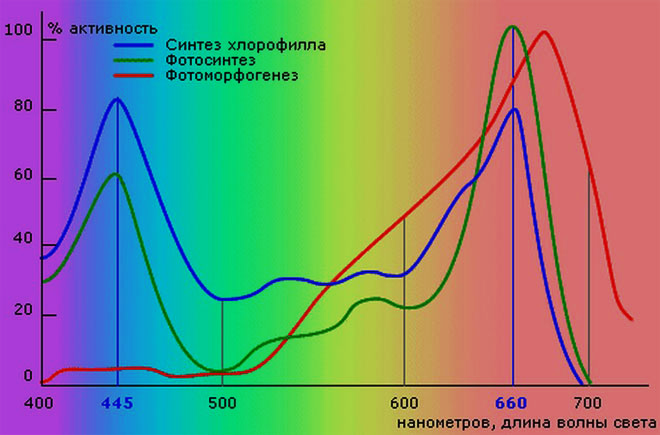 % активность
100
80
60
40
20
0
Синтез хлорофилла
Фотосинтез
Фотоморфогенез
400 445 500 600 660 700
нанометров, длина волны света